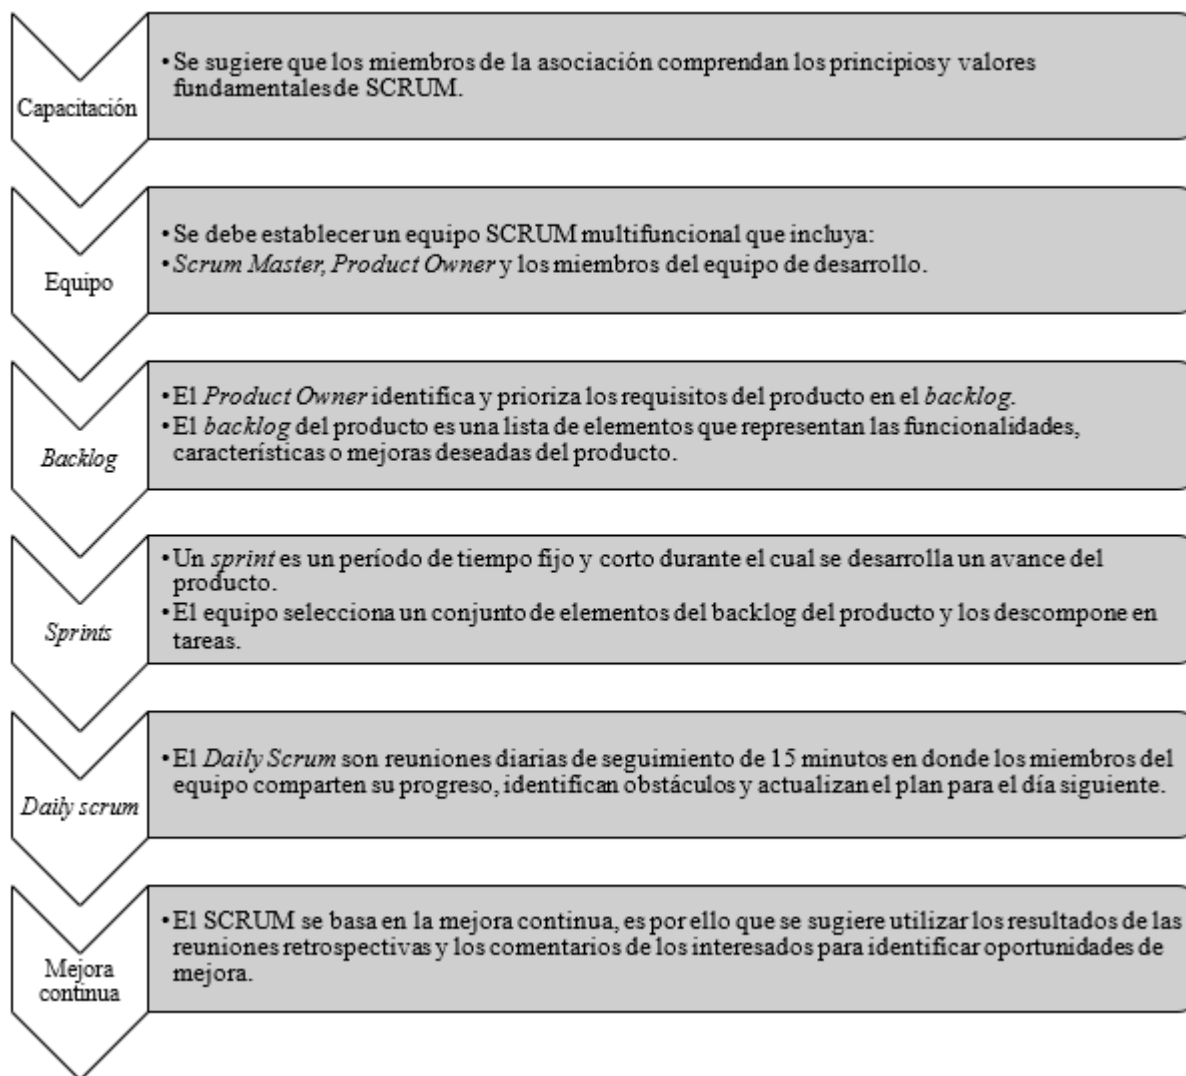 Capacitación
• Se sugiere que los miembros de la asociación comprendan los principios y valores
fundamentales de SCRUM.
Equipo
• Se debe establecer un equipo SCRUM multifuncional que incluya:
• Scrum Master, Product Owner y los miembros del equipo de desarrollo.
Backlog
• El Product Owner identifica y prioriza los requisitos del producto en el backlog.
• El backlog del producto es una lista de elementos que representan las funcionalidades,
características o mejoras deseadas del producto.
Sprints
• Un sprint es un período de tiempo fijo y corto durante el cual se desarrolla un avance del
producto.
• El equipo selecciona un conjunto de elementos del backlog del producto y los descompone en
tareas.
Daily scrum
• El Daily Scrum son reuniones diarias de seguimiento de 15 minutos en donde los miembros del
equipo comparten su progreso, identifican obstáculos y actualizan el plan para el día siguiente.
Mejora
continua
• El SCRUM se basa en la mejora continua, es por ello que se sugiere utilizar los resultados de las
reuniones retrospectivas y los comentarios de los interesados para identificar oportunidades de
mejora.